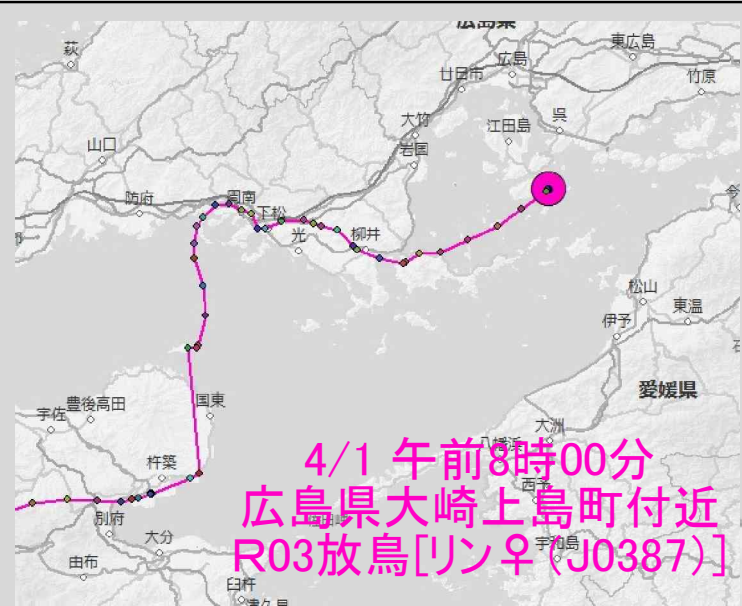 広島県
萩
広島
東広島
廿日市
竹原
大竹
江田島
呉
岩国
山口
防府
周南
下松
光
柳井
今
松山
東温
伊予
愛媛県
国東
豊後高田
宇佐
大洲
八幡浜
杵築
西予
別府
大分
宇和島
由布
臼杵
津久見
4/1 午前8時00分
広島県大崎上島町付近
R03放鳥[リン♀(J0387)]